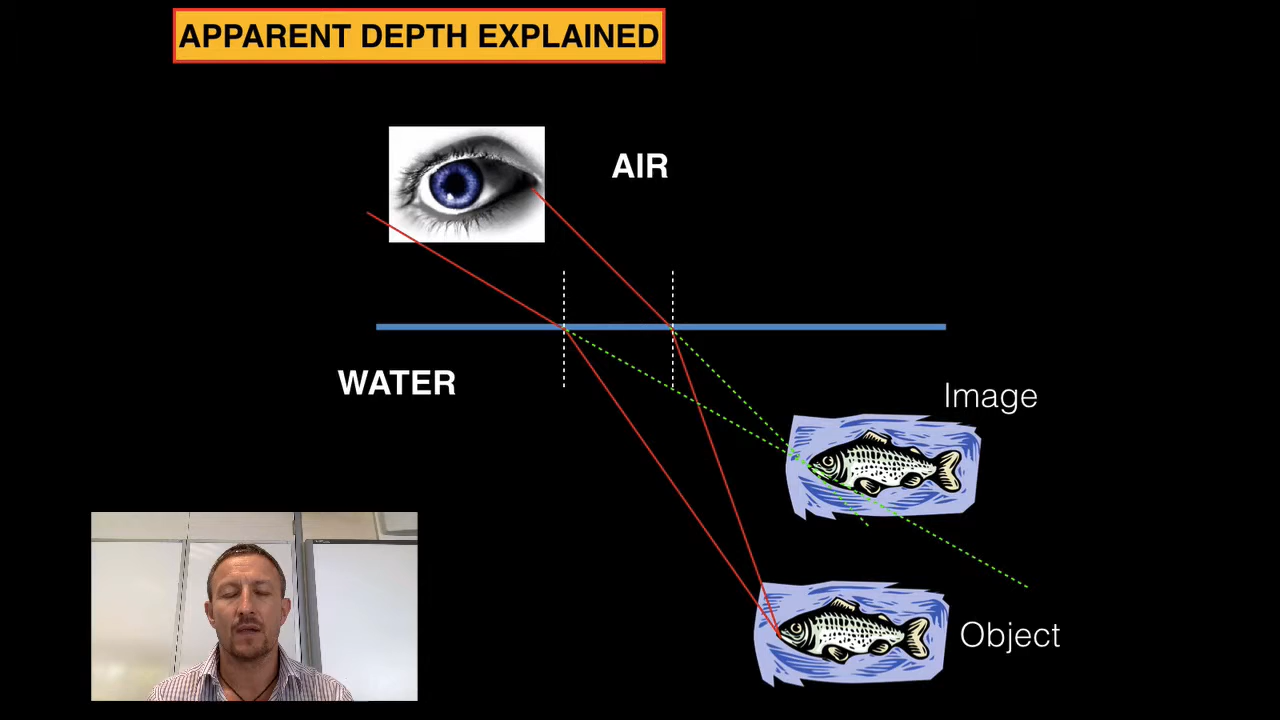 APPARENT DEPTH EXPLAINED
AIR
WATER
Image
Object